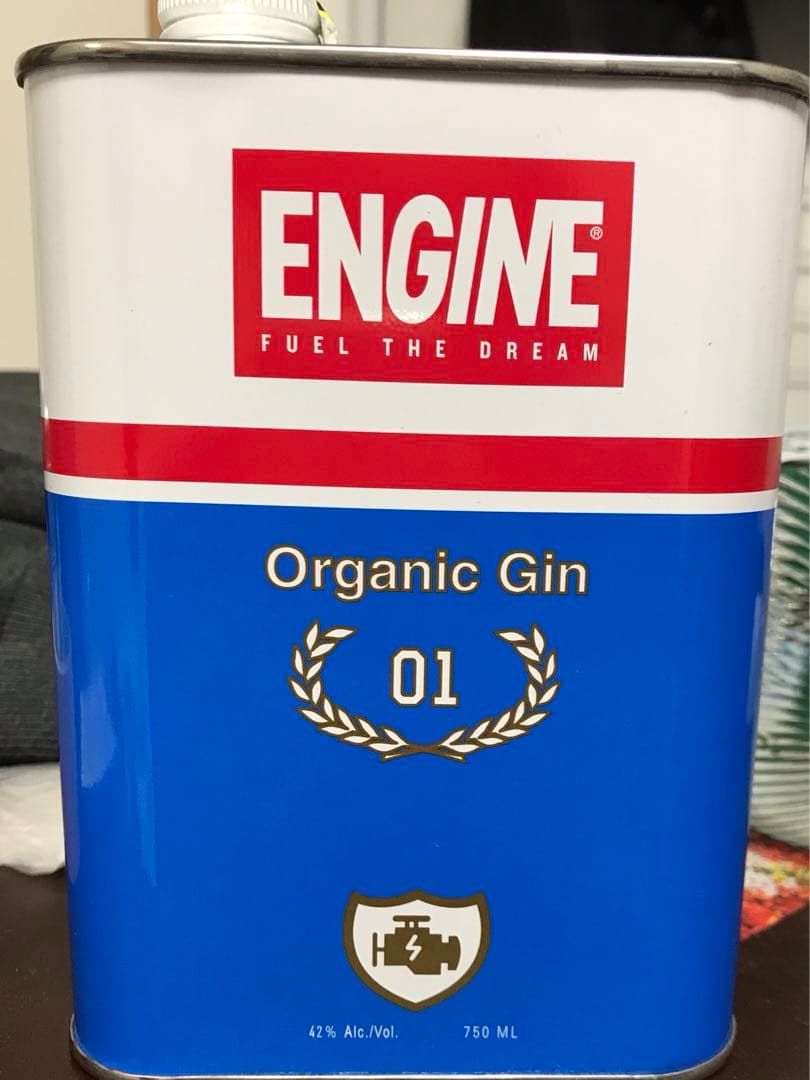 ENGINE®
FUEL THE DREAM
Organic Gin
01
42% Alc./Vol. 750 ML